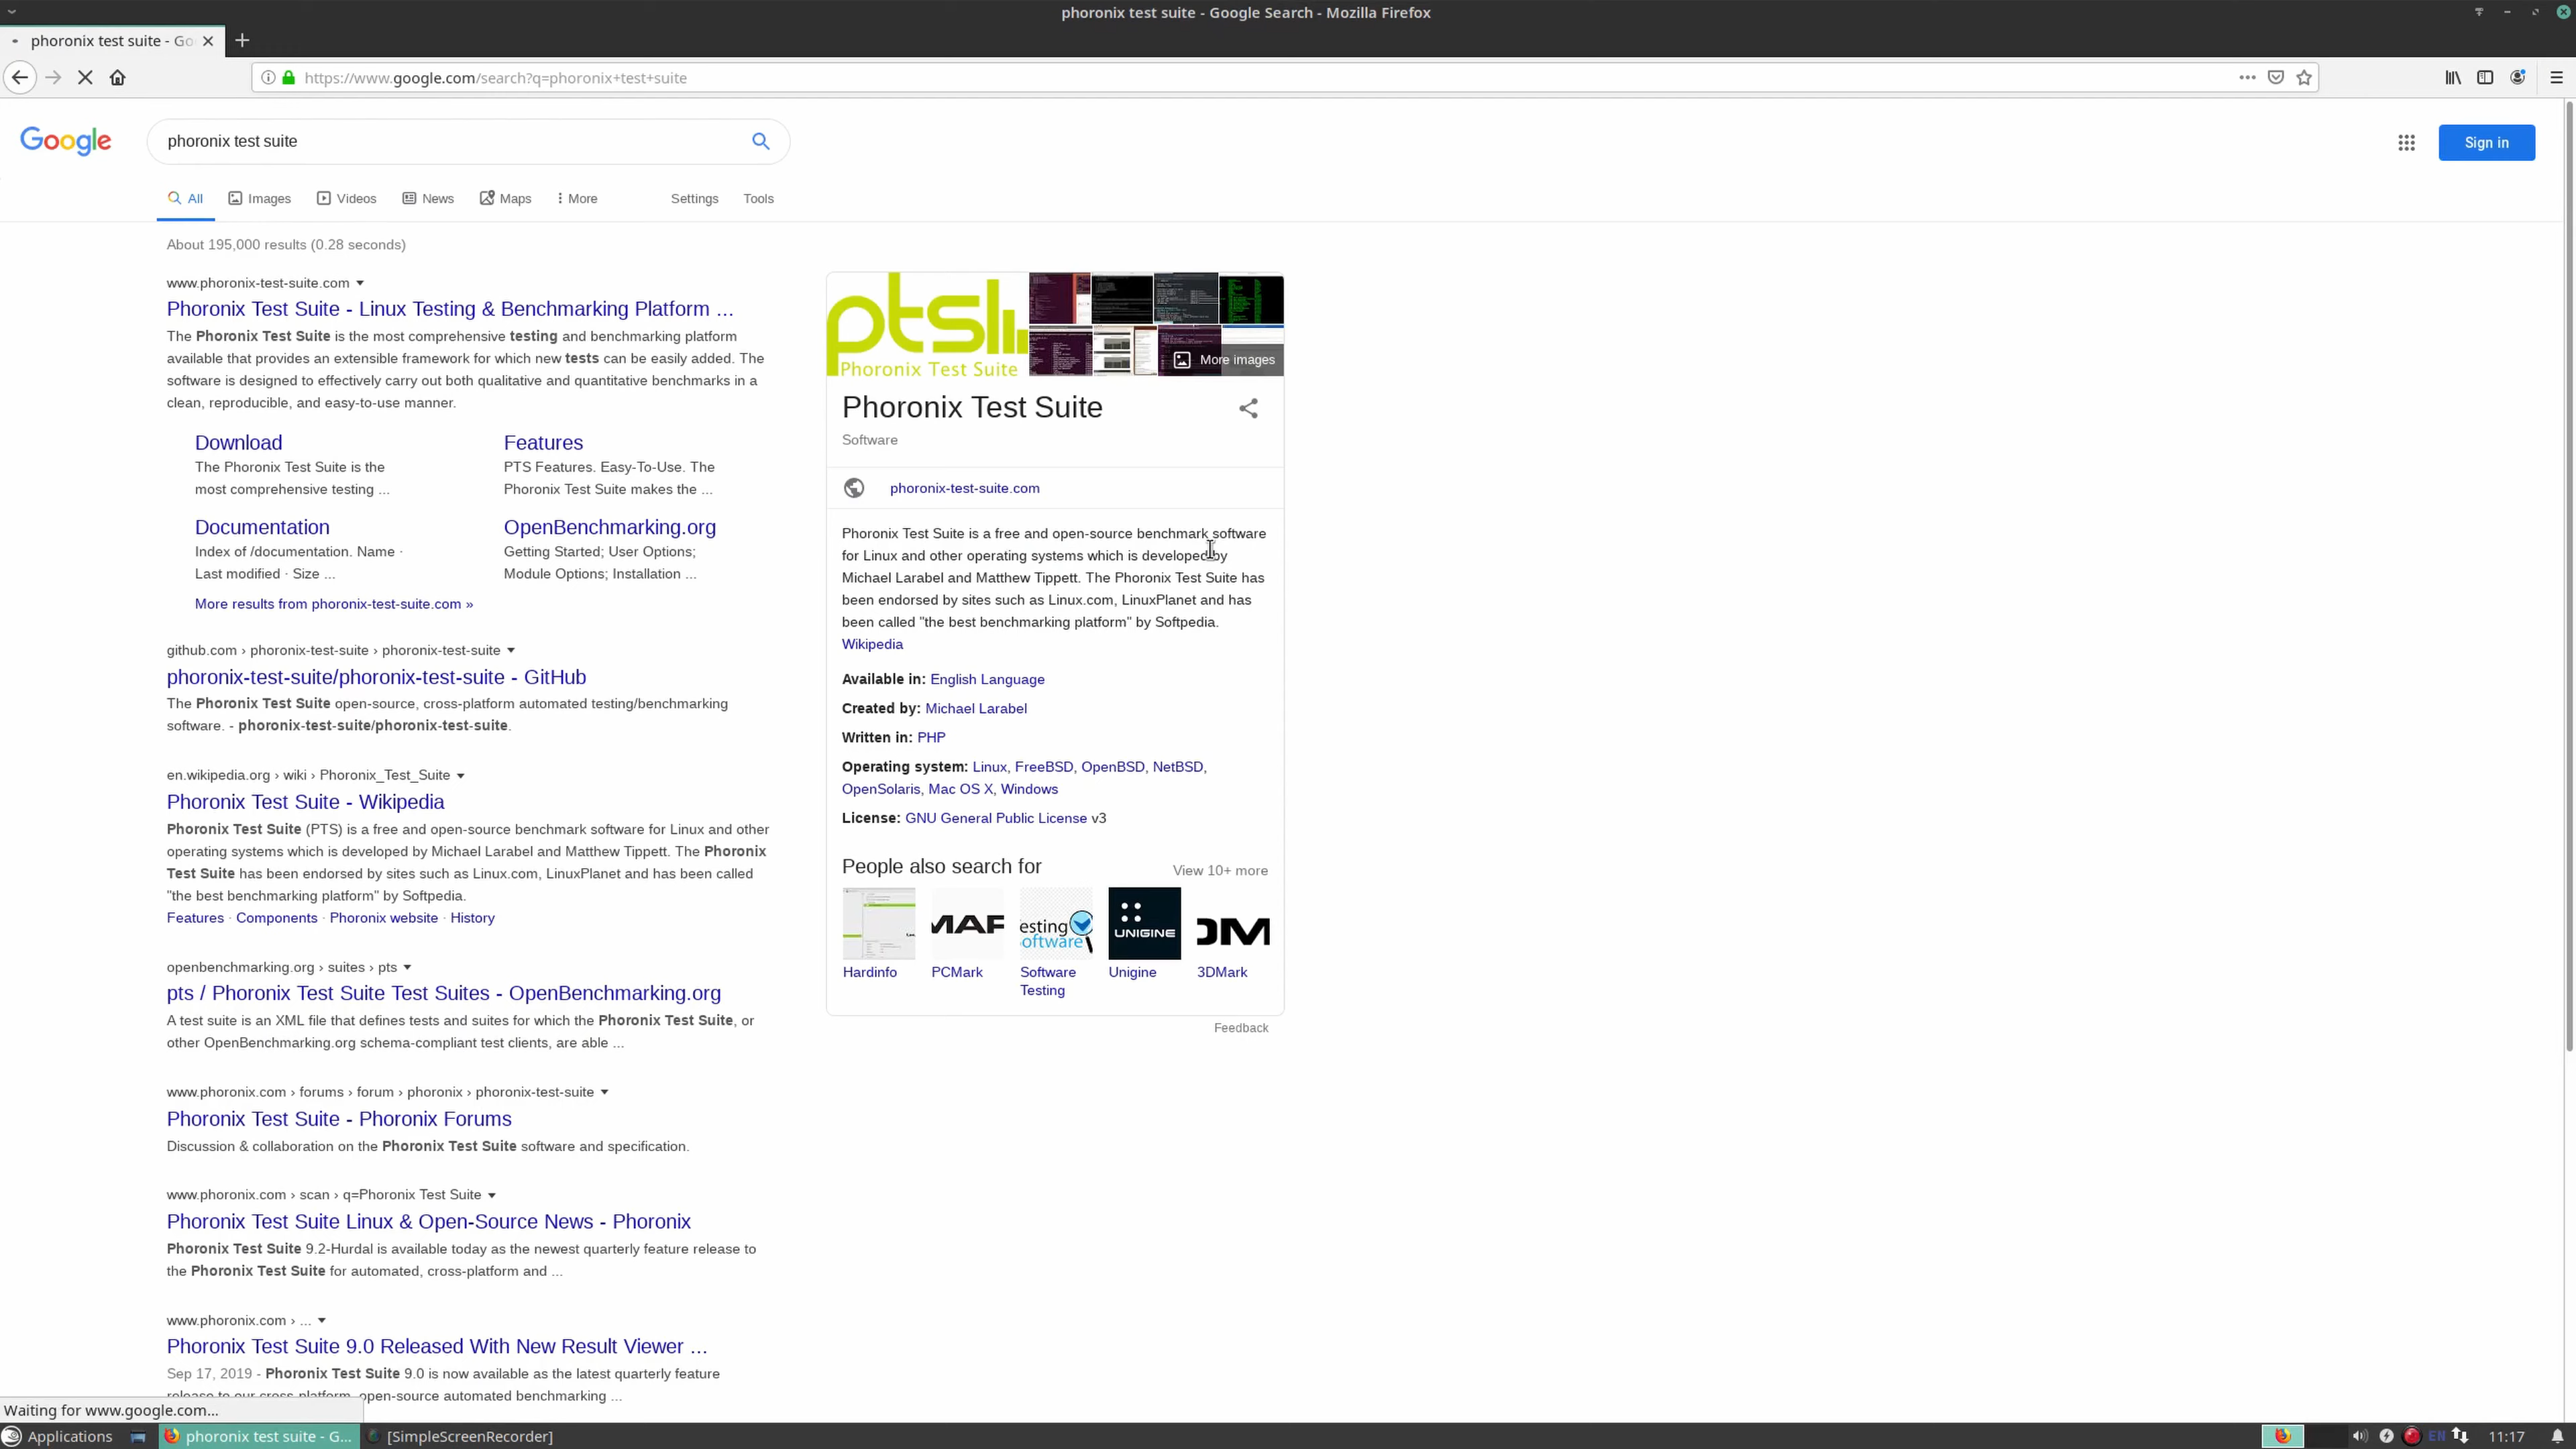 phoronix test suite - Google Search - Mozilla Firefox
phoronix test suite - Go
https://www.google.com/search?q=phoronix+test+suite
Google
phoronix test suite
Sign in
All Images Videos News Maps More Settings Tools
About 195,000 results (0.28 seconds)
www.phoronix-test-suite.com
Phoronix Test Suite - Linux Testing & Benchmarking Platform ...
The Phoronix Test Suite is the most comprehensive testing and benchmarking platform
available that provides an extensible framework for which new tests can be easily added. The
software is designed to effectively carry out both qualitative and quantitative benchmarks in a
clean, reproducible, and easy-to-use manner.
Download
The Phoronix Test Suite is the
most comprehensive testing ...
Features
PTS Features. Easy-To-Use. The
Phoronix Test Suite makes the ...
Documentation
Index of /documentation. Name ·
Last modified · Size ...
OpenBenchmarking.org
Getting Started; User Options;
Module Options; Installation ...
More results from phoronix-test-suite.com »
github.com › phoronix-test-suite › phoronix-test-suite
phoronix-test-suite/phoronix-test-suite - GitHub
The Phoronix Test Suite open-source, cross-platform automated testing/benchmarking
software. - phoronix-test-suite/phoronix-test-suite.
en.wikipedia.org › wiki › Phoronix_Test_Suite
Phoronix Test Suite - Wikipedia
Phoronix Test Suite (PTS) is a free and open-source benchmark software for Linux and other
operating systems which is developed by Michael Larabel and Matthew Tippett. The Phoronix
Test Suite has been endorsed by sites such as Linux.com, LinuxPlanet and has been called
"the best benchmarking platform" by Softpedia.
Features · Components · Phoronix website · History
openbenchmarking.org › suites › pts
pts / Phoronix Test Suite Test Suites - OpenBenchmarking.org
A test suite is an XML file that defines tests and suites for which the Phoronix Test Suite, or
other OpenBenchmarking.org schema-compliant test clients, are able ...
www.phoronix.com › forums › forum › phoronix › phoronix-test-suite
Phoronix Test Suite - Phoronix Forums
Discussion & collaboration on the Phoronix Test Suite software and specification.
www.phoronix.com › scan › q=Phoronix Test Suite
Phoronix Test Suite Linux & Open-Source News - Phoronix
Phoronix Test Suite 9.2-Hurdal is available today as the newest quarterly feature release to
the Phoronix Test Suite for automated, cross-platform and ...
www.phoronix.com › ...
Phoronix Test Suite 9.0 Released With New Result Viewer ...
Sep 17, 2019 - Phoronix Test Suite 9.0 is now available as the latest quarterly feature
release to our cross-platform, open-source automated benchmarking ...
ptsl
Phoronix Test Suite
More images
Phoronix Test Suite
Software
phoronix-test-suite.com
Phoronix Test Suite is a free and open-source benchmark software
for Linux and other operating systems which is developed by
Michael Larabel and Matthew Tippett. The Phoronix Test Suite has
been endorsed by sites such as Linux.com, LinuxPlanet and has
been called "the best benchmarking platform" by Softpedia.
Wikipedia
Available in: English Language
Created by: Michael Larabel
Written in: PHP
Operating system: Linux, FreeBSD, OpenBSD, NetBSD,
OpenSolaris, Mac OS X, Windows
License: GNU General Public License v3
People also search for
View 10+ more
MAF
esting
oftware
UNIGINE
DM
Hardinfo PCMark Software Unigine 3DMark
Testing
Feedback
Waiting for www.google.com...
Applications phoronix test suite - G... [SimpleScreenRecorder] EN 11:17